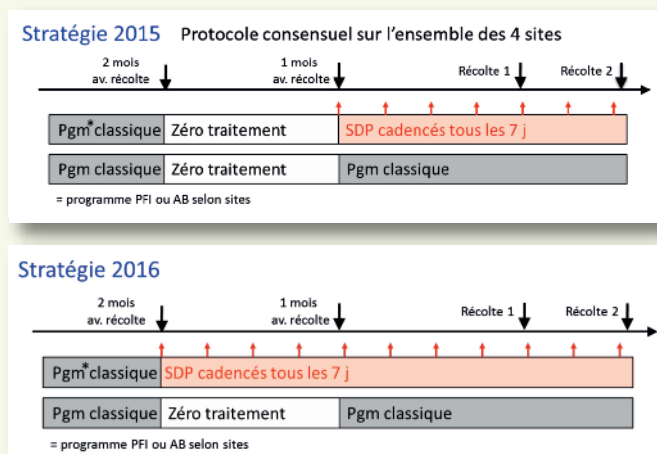 Stratégie 2015 Protocole consensuel sur l'ensemble des 4 sites
2 mois
av. récolte
1 mois
av. récolte
Récolte 1
Récolte 2
Pgm* classique
Zéro traitement
SDP cadencés tous les 7 j
Pgm classique
Zéro traitement
Pgm classique
= programme PFI ou AB selon sites
Stratégie 2016
2 mois
av. récolte
1 mois
av. récolte
Récolte 1
Récolte 2
Pgm* classique
SDP cadencés tous les 7 j
Pgm classique
Zéro traitement
Pgm classique
= programme PFI ou AB selon sites